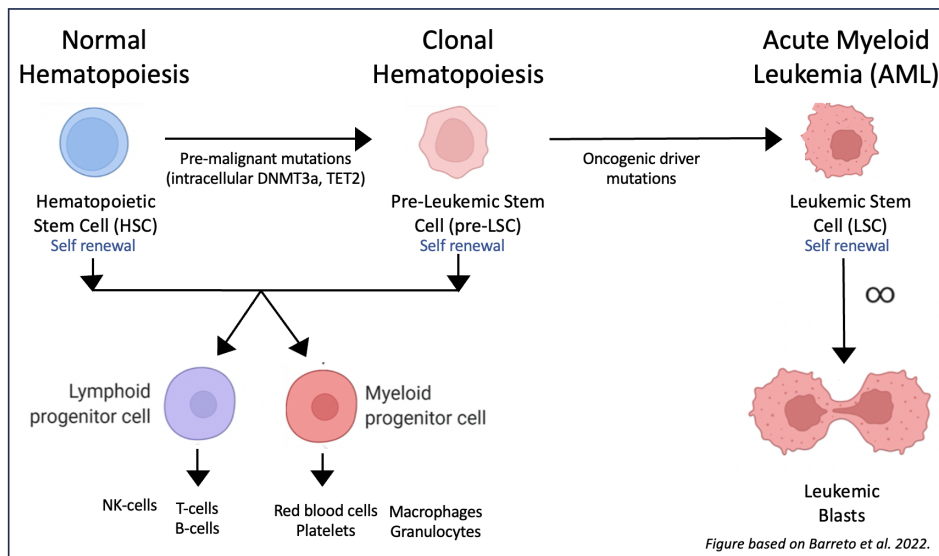 Normal
Hematopoiesis
Clonal
Hematopoiesis
Acute Myeloid
Leukemia (AML)
Pre-malignant mutations
(intracellular DNMT3a, TET2)
Oncogenic driver
mutations
Hematopoietic
Stem Cell (HSC)
Self renewal
Pre-Leukemic Stem
Cell (pre-LSC)
Self renewal
Leukemic Stem
Cell (LSC)
Self renewal
∞
Lymphoid
progenitor cell
Myeloid
progenitor cell
NK-cells
T-cells
B-cells
Red blood cells
Platelets
Macrophages
Granulocytes
Leukemic
Blasts
Figure based on Barreto et al. 2022.